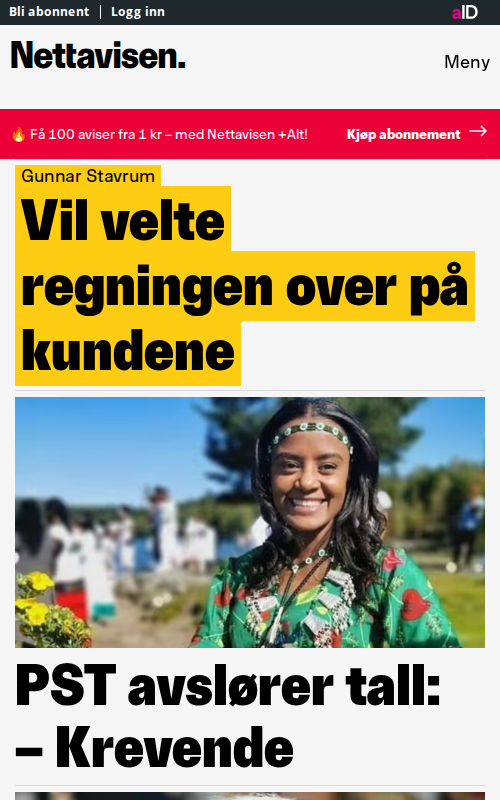 Bli abonnent | Logg inn
aID
Nettavisen.
Meny
🔥 Få 100 aviser fra 1 kr – med Nettavisen +Alt!
Kjøp abonnement →
Gunnar Stavrum
Vil velte
regningen over på
kundene
PST avslører tall:
– Krevende